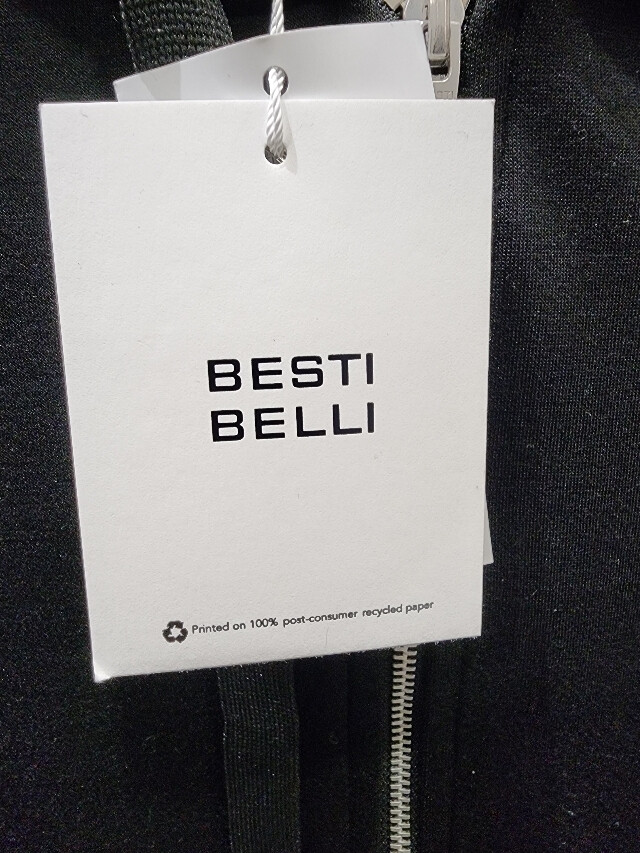 BESTI
BELLI
Printed on 100% post-consumer recycled paper